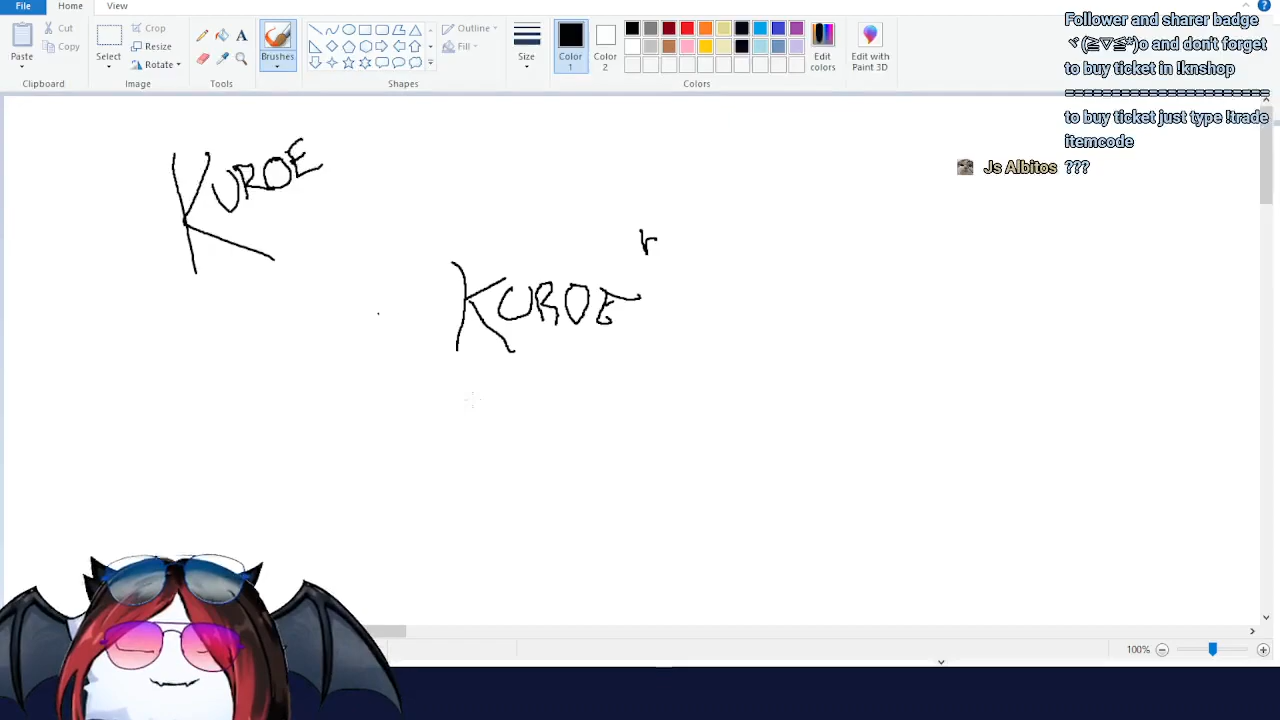 File Home View
Cut
Copy
Paste
Clipboard
Select
Crop
Resize
Rotate
Image
A
Tools
Brushes
Outline
Fill
Shapes
Size
Color 1
Color 2
Edit colors
Edit with Paint 3D
Colors
Follower and sharer badge
ヾ(≧▽≦*)o and don't forget
to buy ticket in !knshop
======================
to buy ticket just type !trade
itemcode
Js Albitos ???
KUROE
r
KUROE
100%